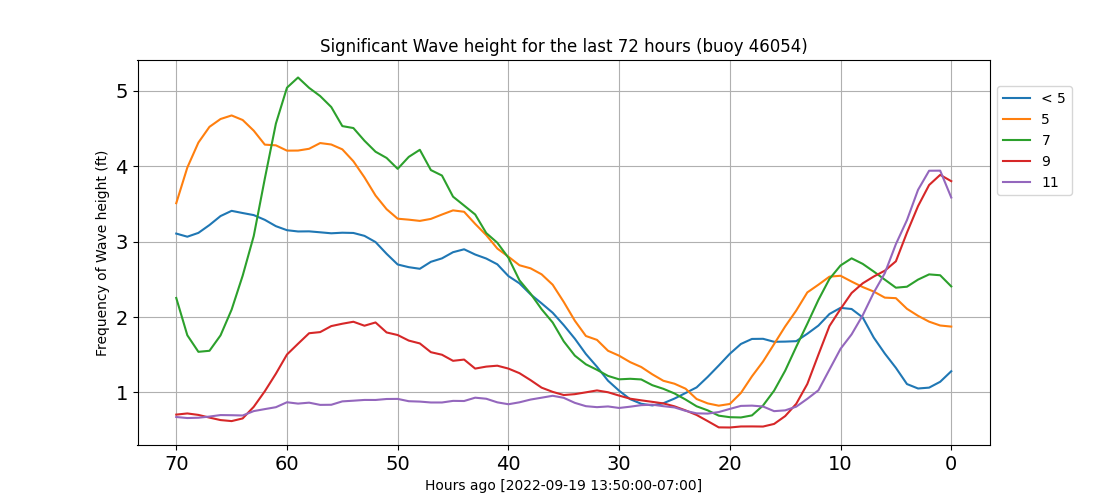 Significant Wave height for the last 72 hours (buoy 46054)
Frequency of Wave height (ft)
5
4
3
2
1
70 60 50 40 30 20 10 0
Hours ago [2022-09-19 13:50:00-07:00]
< 5
5
7
9
11